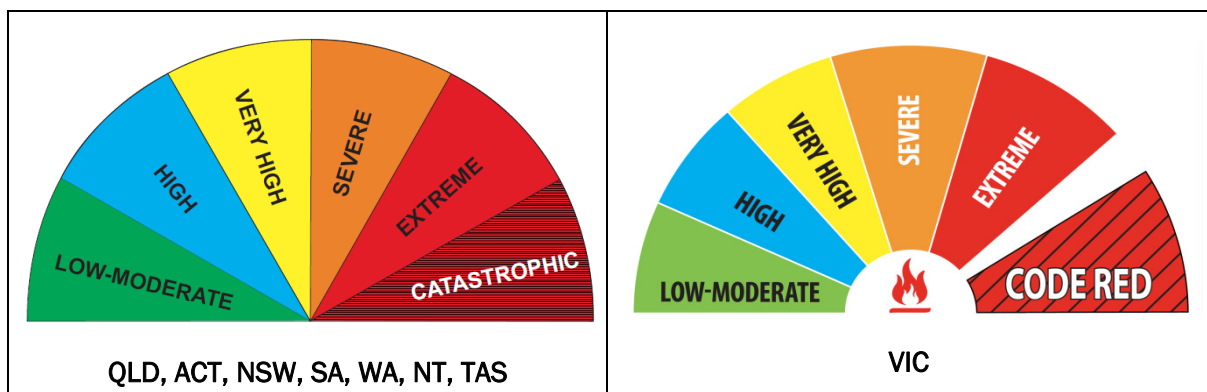 LOW-MODERATE
HIGH
VERY HIGH
SEVERE
EXTREME
CATASTROPHIC
QLD, ACT, NSW, SA, WA, NT, TAS
LOW-MODERATE
HIGH
VERY HIGH
SEVERE
EXTREME
CODE RED
VIC